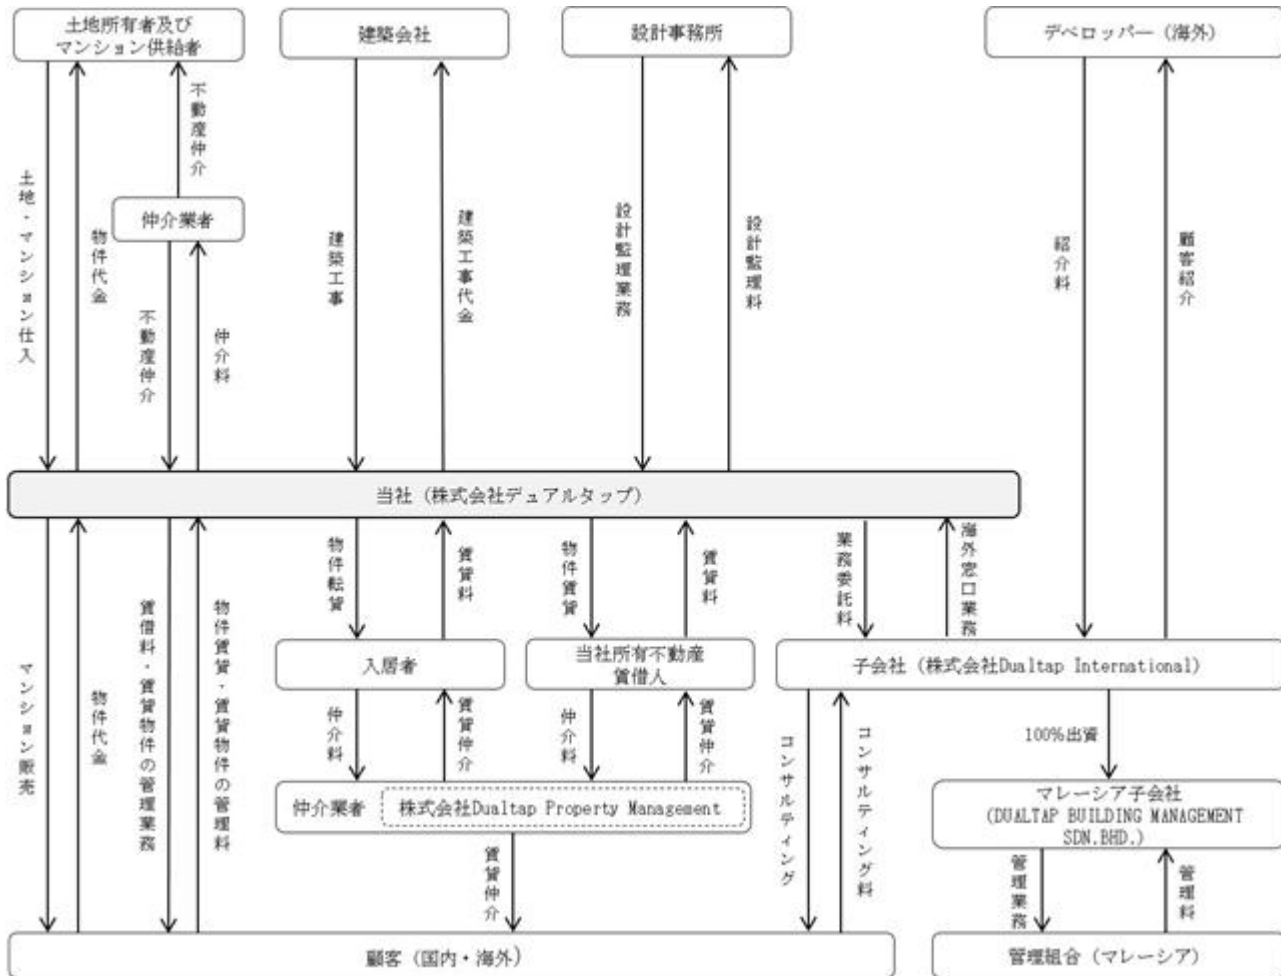 土地所有者及び
マンション供給者
建築会社
設計事務所
デベロッパー（海外）
不動産仲介
仲介業者
土地・マンション仕入
物件代金
不動産仲介
仲介料
建築工事
建築工事代金
設計監理業務
設計監理料
紹介料
顧客紹介
当社（株式会社デュアルタップ）
マンション販売
物件代金
賃借料・賃貸物件の管理業務
物件賃貸・賃貸物件の管理料
物件転貸
賃貸料
物件賃貸
賃貸料
業務委託料
海外窓口業務
入居者
当社所有不動産
賃借人
子会社（株式会社Dualtap International）
仲介料
賃貸仲介
仲介料
賃貸仲介
コンサルティング
コンサルティング料
100％出資
仲介業者
株式会社Dualtap Property Management
マレーシア子会社
(DUALTAP BUILDING MANAGEMENT
SDN.BHD.)
賃貸仲介
管理業務
管理料
顧客（国内・海外）
管理組合（マレーシア）